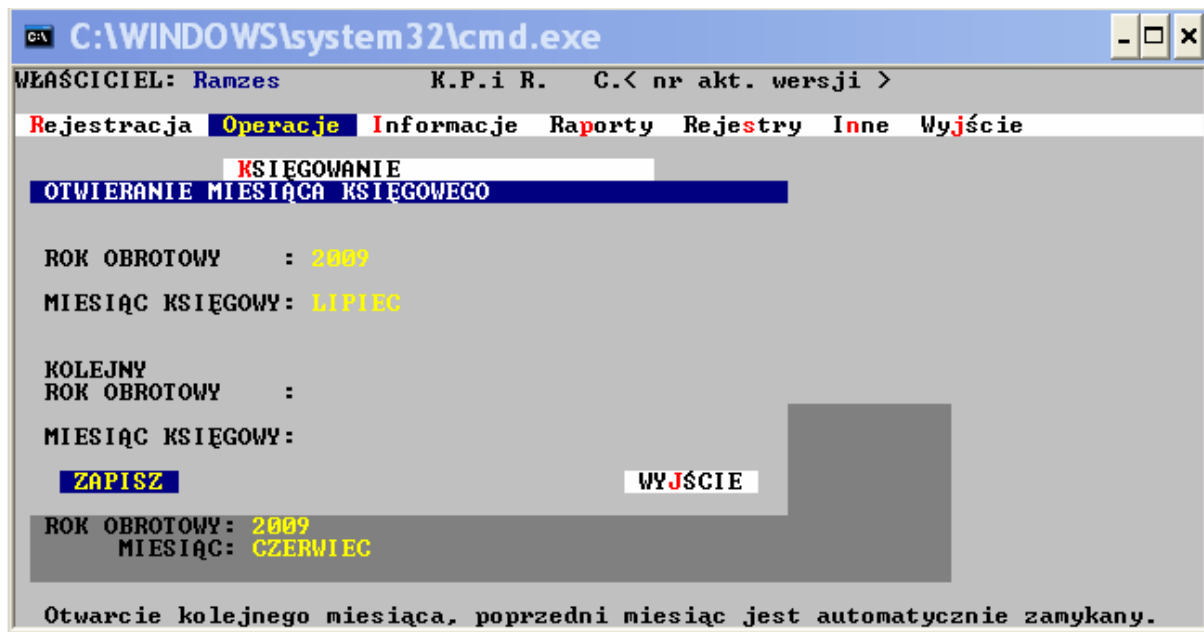 C:\WINDOWS\system32\cmd.exe
WŁAŚCICIEL: Ramzes K.P.i R. C.< nr akt. wersji >
Rejestracja Operacje Informacje Raporty Rejestry Inne Wyjście
KSIĘGOWANIE
OTWIERANIE MIESIĄCA KSIĘGOWEGO
ROK OBROTOWY : 2009
MIESIĄC KSIĘGOWY: LIPIEC
KOLEJNY
ROK OBROTOWY :
MIESIĄC KSIĘGOWY:
ZAPISZ WYJŚCIE
ROK OBROTOWY: 2009
MIESIĄC: CZERWIEC
Otwarcie kolejnego miesiąca, poprzedni miesiąc jest automatycznie zamykany.